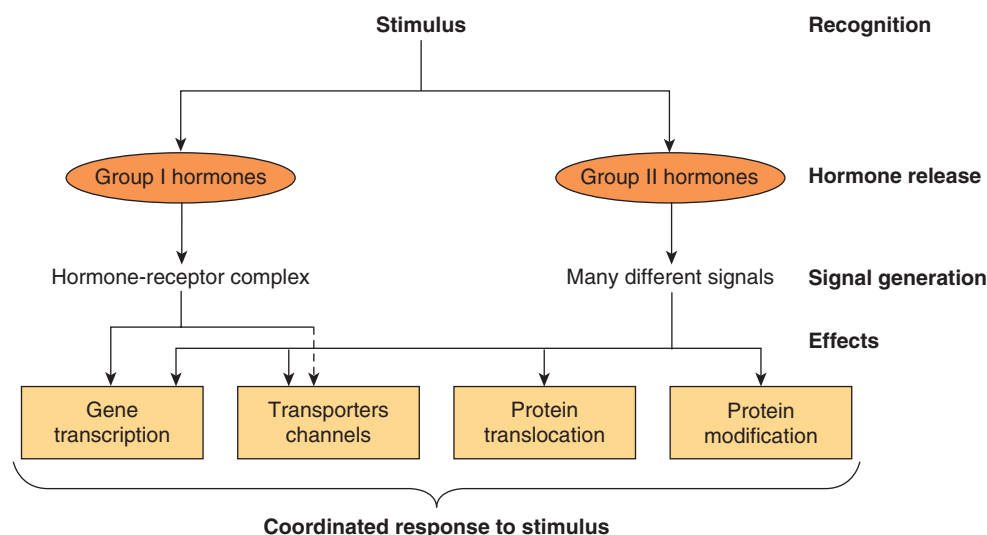 Stimulus
Recognition
Group I hormones
Group II hormones
Hormone release
Hormone-receptor complex
Many different signals
Signal generation
Effects
Gene
transcription
Transporters
channels
Protein
translocation
Protein
modification
Coordinated response to stimulus